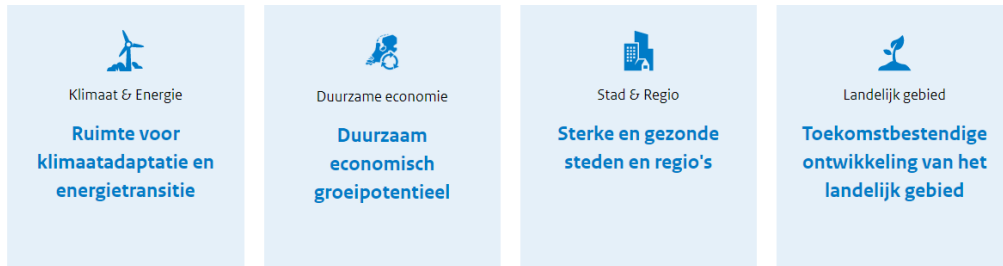 Klimaat & Energie
Ruimte voor
klimaatadaptatie en
energietransitie
Duurzame economie
Duurzaam
economisch
groeipotentieel
Stad & Regio
Sterke en gezonde
steden en regio's
Landelijk gebied
Toekomstbestendige
ontwikkeling van het
landelijk gebied